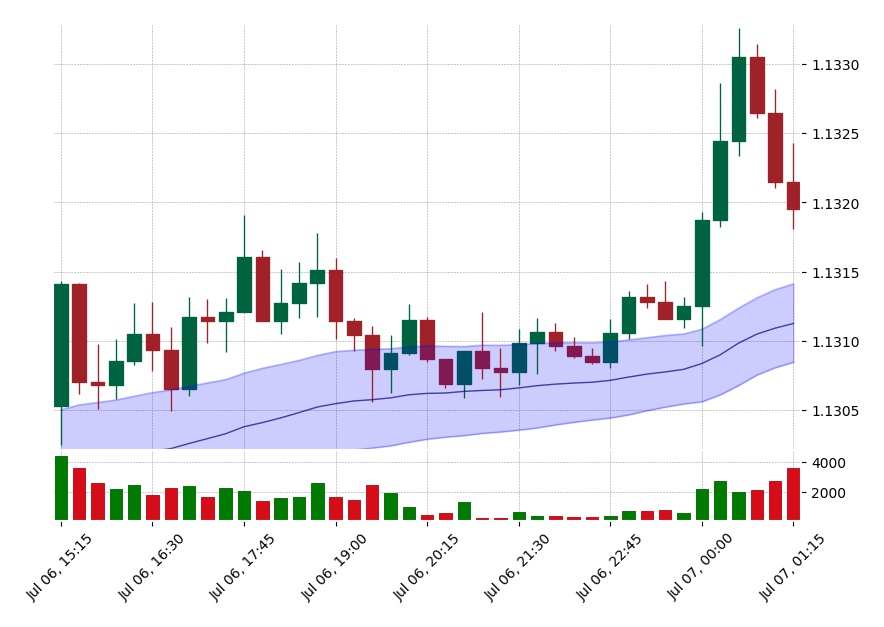 1.1330
1.1325
1.1320
1.1315
1.1310
1.1305
4000
2000
Jul 06, 15:15
Jul 06, 16:30
Jul 06, 17:45
Jul 06, 19:00
Jul 06, 20:15
Jul 06, 21:30
Jul 06, 22:45
Jul 07, 00:00
Jul 07, 01:15